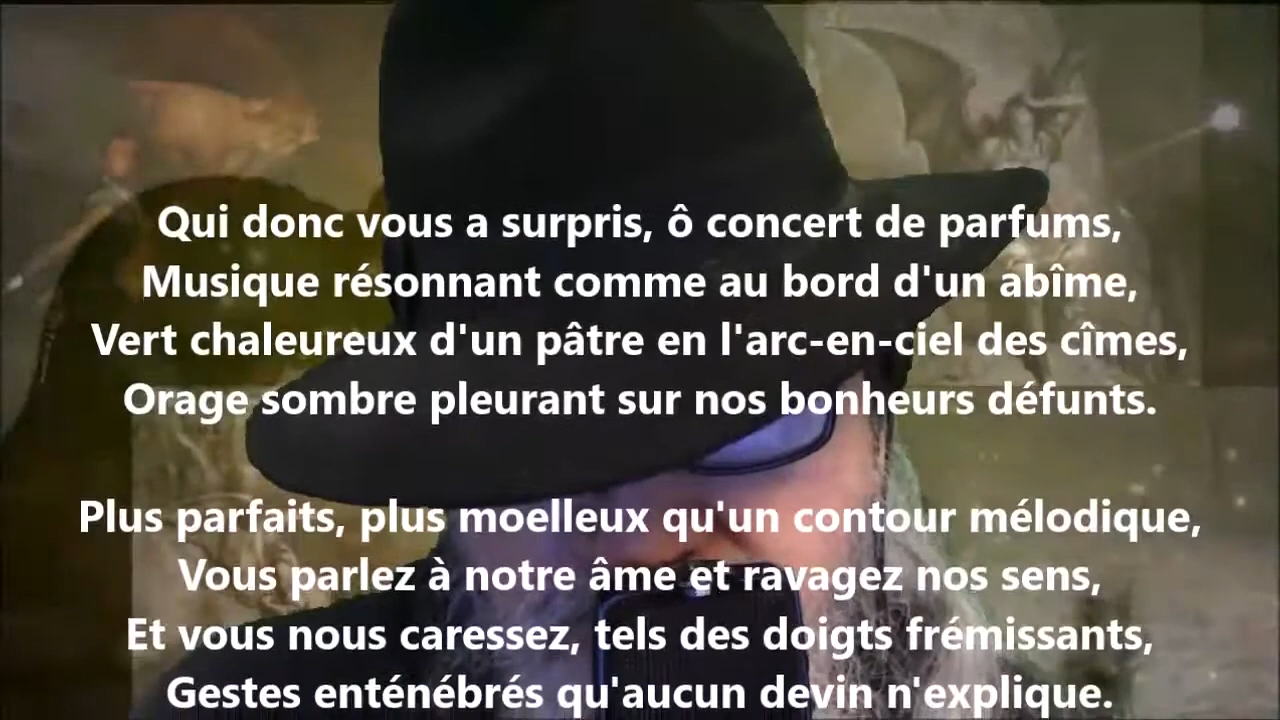 Qui donc vous a surpris, ô concert de parfums,
Musique résonnant comme au bord d'un abîme,
Vert chaleureux d'un pâtre en l'arc-en-ciel des cîmes,
Orage sombre pleurant sur nos bonheurs défunts.
Plus parfaits, plus moelleux qu'un contour mélodique,
Vous parlez à notre âme et ravagez nos sens,
Et vous nous caressez, tels des doigts frémissants,
Gestes enténébrés qu'aucun devin n'explique.